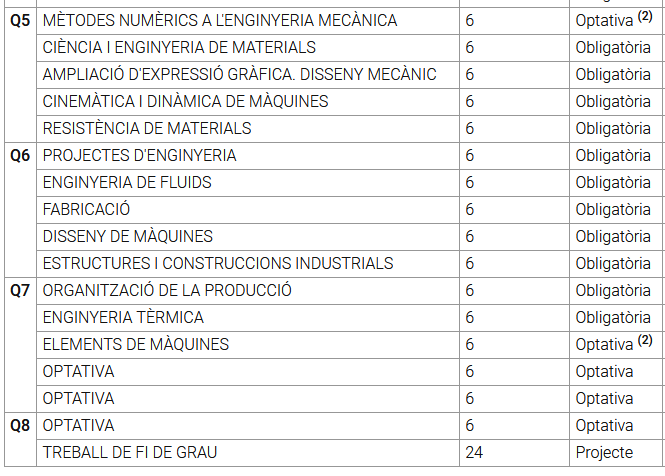 Q5 MÈTODES NUMÈRICS A L'ENGINYERIA MECÀNICA 6 Optativa (2)
CIÈNCIA I ENGINYERIA DE MATERIALS 6 Obligatòria
AMPLIACIÓ D'EXPRESSIÓ GRÀFICA. DISSENY MECÀNIC 6 Obligatòria
CINEMÀTICA I DINÀMICA DE MÀQUINES 6 Obligatòria
RESISTÈNCIA DE MATERIALS 6 Obligatòria
Q6 PROJECTES D'ENGINYERIA 6 Obligatòria
ENGINYERIA DE FLUIDS 6 Obligatòria
FABRICACIÓ 6 Obligatòria
DISSENY DE MÀQUINES 6 Obligatòria
ESTRUCTURES I CONSTRUCCIONS INDUSTRIALS 6 Obligatòria
Q7 ORGANITZACIÓ DE LA PRODUCCIÓ 6 Obligatòria
ENGINYERIA TÈRMICA 6 Obligatòria
ELEMENTS DE MÀQUINES 6 Optativa (2)
OPTATIVA 6 Optativa
OPTATIVA 6 Optativa
Q8 OPTATIVA 6 Optativa
TREBALL DE FI DE GRAU 24 Projecte